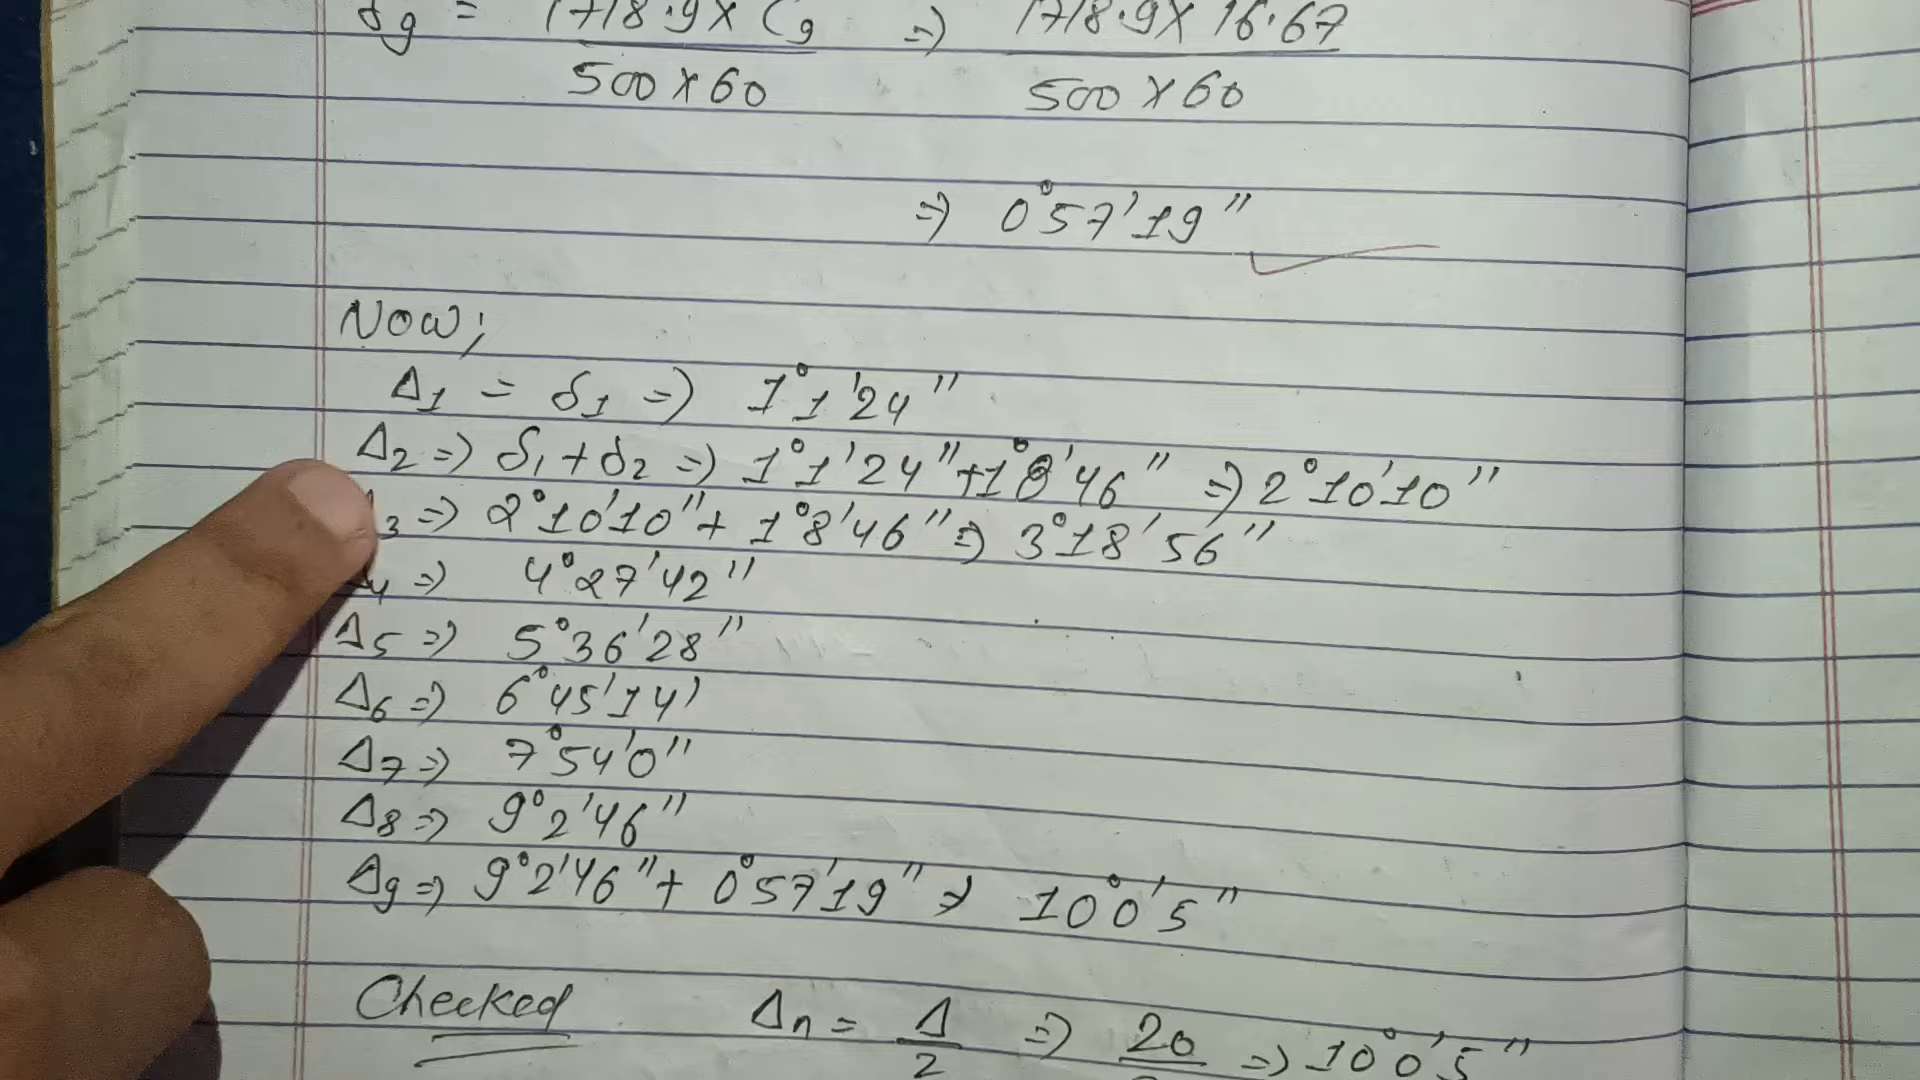 δ9 = 1718.9 x C9 => 1718.9 x 16.67
500 x 60 500 x 60
=> 0°57'19"
Now;
Δ1 = δ1 => 1°1'24"
Δ2 => δ1 + δ2 => 1°1'24" + 1°8'46" => 2°10'10"
3 => 2°10'10" + 1°8'46" => 3°18'56"
Δ4 => 4°27'42"
Δ5 => 5°36'28"
Δ6 => 6°45'14'
Δ7 => 7°54'0"
Δ8 => 9°2'46"
Δ9 => 9°2'46" + 0°57'19" => 10°0'5"
Checked Δn = Δ => 20 => 10°0'5"
2